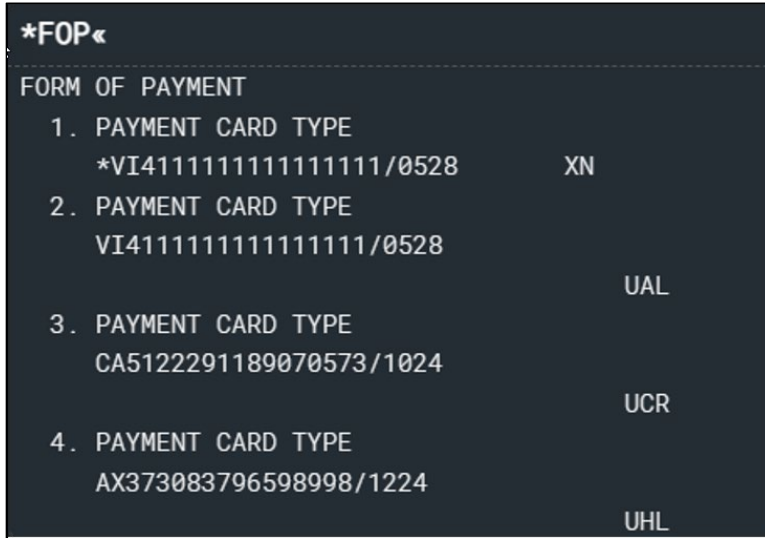 *FOP«
FORM OF PAYMENT
1. PAYMENT CARD TYPE
*VI4111111111111111/0528 XN
2. PAYMENT CARD TYPE
VI4111111111111111/0528
UAL
3. PAYMENT CARD TYPE
CA5122291189070573/1024
UCR
4. PAYMENT CARD TYPE
AX373083796598998/1224
UHL